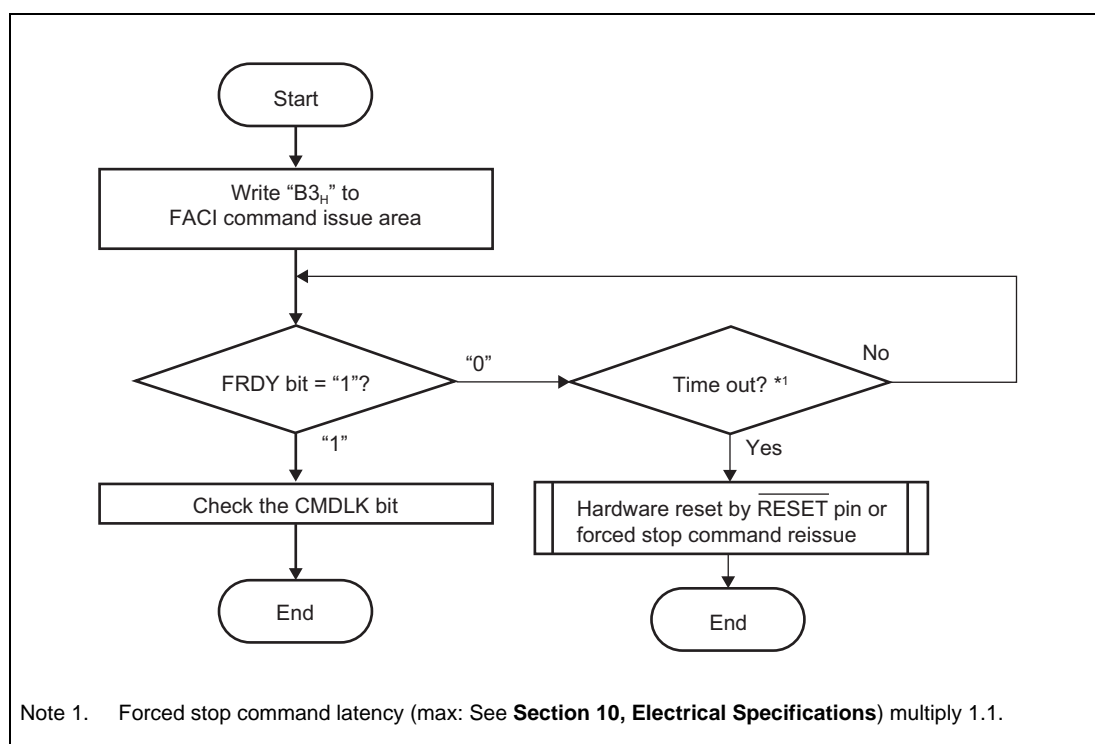 Start
Write “B3H” to
FACI command issue area
FRDY bit = “1”?
“0”
Time out? *1
No
“1”
Yes
Check the CMDLK bit
Hardware reset by RESET pin or
forced stop command reissue
End
End
Note 1. Forced stop command latency (max: See Section 10, Electrical Specifications) multiply 1.1.